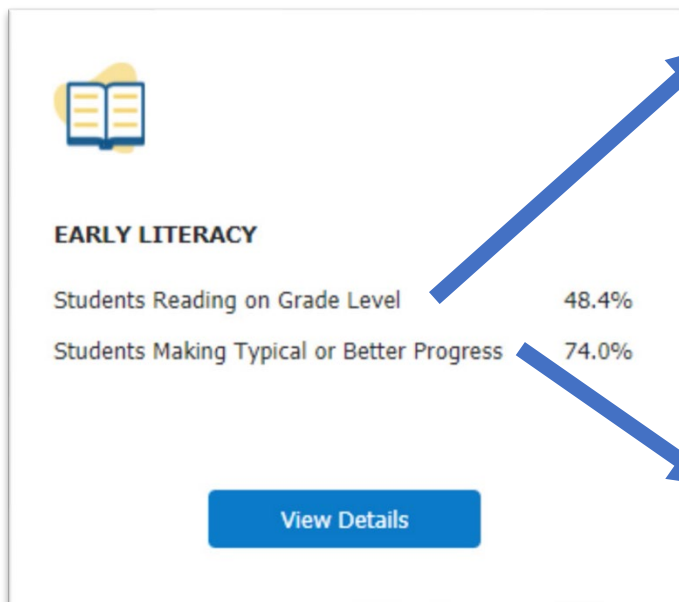 EARLY LITERACY
Students Reading on Grade Level 48.4%
Students Making Typical or Better Progress 74.0%
View Details